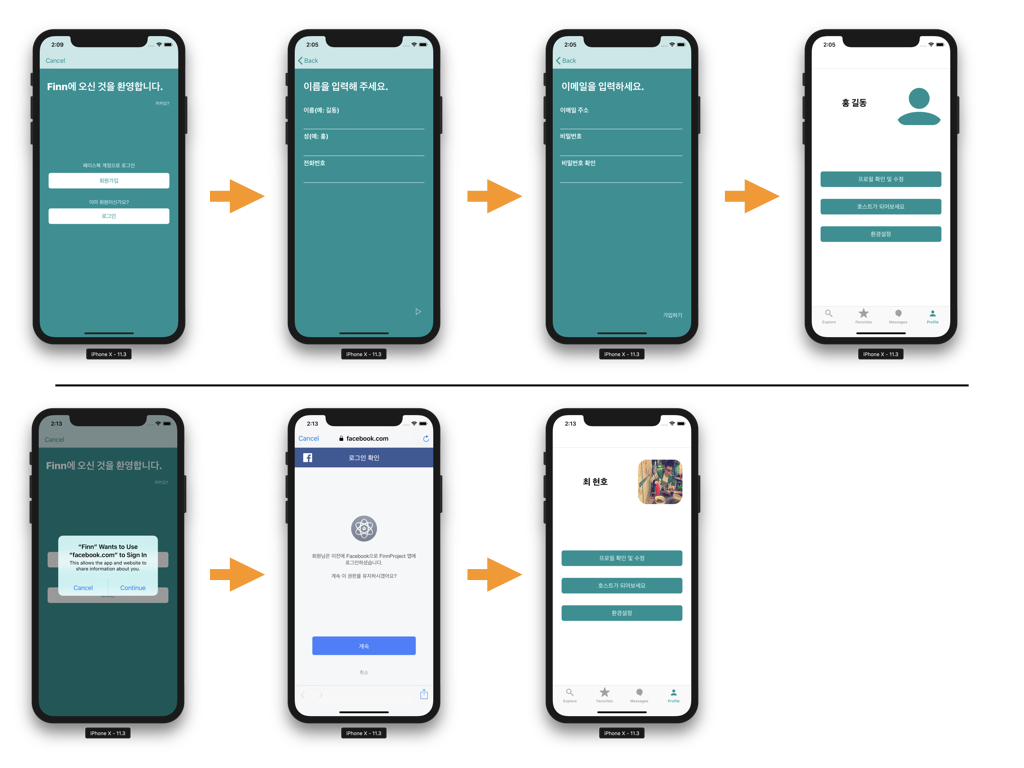 2:09
Cancel
Finn에 오신 것을 환영합니다.
페이스북 계정으로 로그인
회원가입
이미 회원이신가요?
로그인
iPhone X - 11.3
2:05
Back
이름을 입력해 주세요.
이름(예: 길동)
성(예: 홍)
전화번호
iPhone X - 11.3
2:05
Back
이메일을 입력하세요.
이메일 주소
비밀번호
비밀번호 확인
가입하기
iPhone X - 11.3
2:05
홍 길동
프로필 확인 및 수정
호스트가 되어보세요
환경설정
Explore
Favorites
Messages
Profile
iPhone X - 11.3
2:13
Cancel
Finn에 오신 것을 환영합니다.
“Finn” Wants to Use
“facebook.com” to Sign In
This allows the app and website to
share information about you.
Cancel
Continue
iPhone X - 11.3
2:13
Cancel
facebook.com
로그인 확인
회원님은 이전에 Facebook으로 FinnProject 앱에
로그인하셨습니다.
계속 이 권한을 유지하시겠어요?
계속
취소
iPhone X - 11.3
2:13
최 현호
프로필 확인 및 수정
호스트가 되어보세요
환경설정
Explore
Favorites
Messages
Profile
iPhone X - 11.3